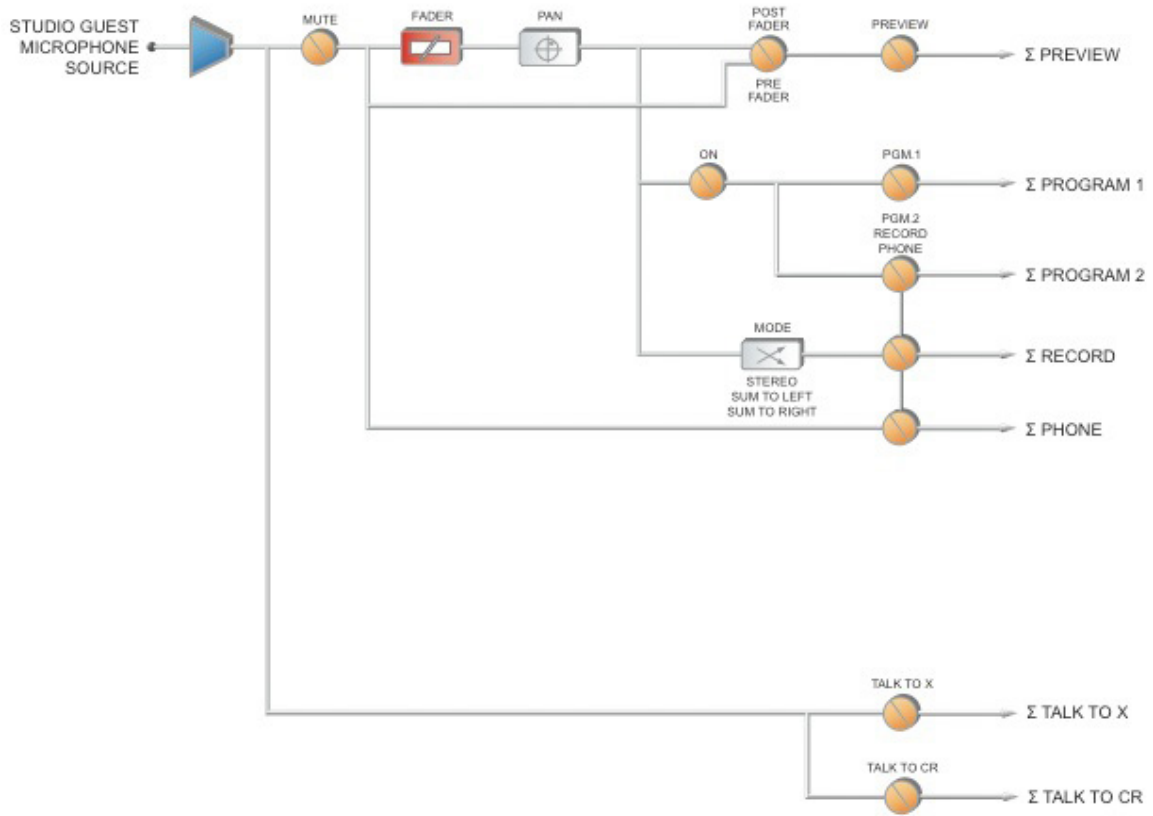 STUDIO GUEST
MICROPHONE
SOURCE
MUTE
FADER
PAN
POST
FADER
PRE
FADER
PREVIEW
Σ PREVIEW
ON
PGM.1
Σ PROGRAM 1
PGM.2
RECORD
PHONE
Σ PROGRAM 2
MODE
STEREO
SUM TO LEFT
SUM TO RIGHT
Σ RECORD
Σ PHONE
TALK TO X
Σ TALK TO X
TALK TO CR
Σ TALK TO CR